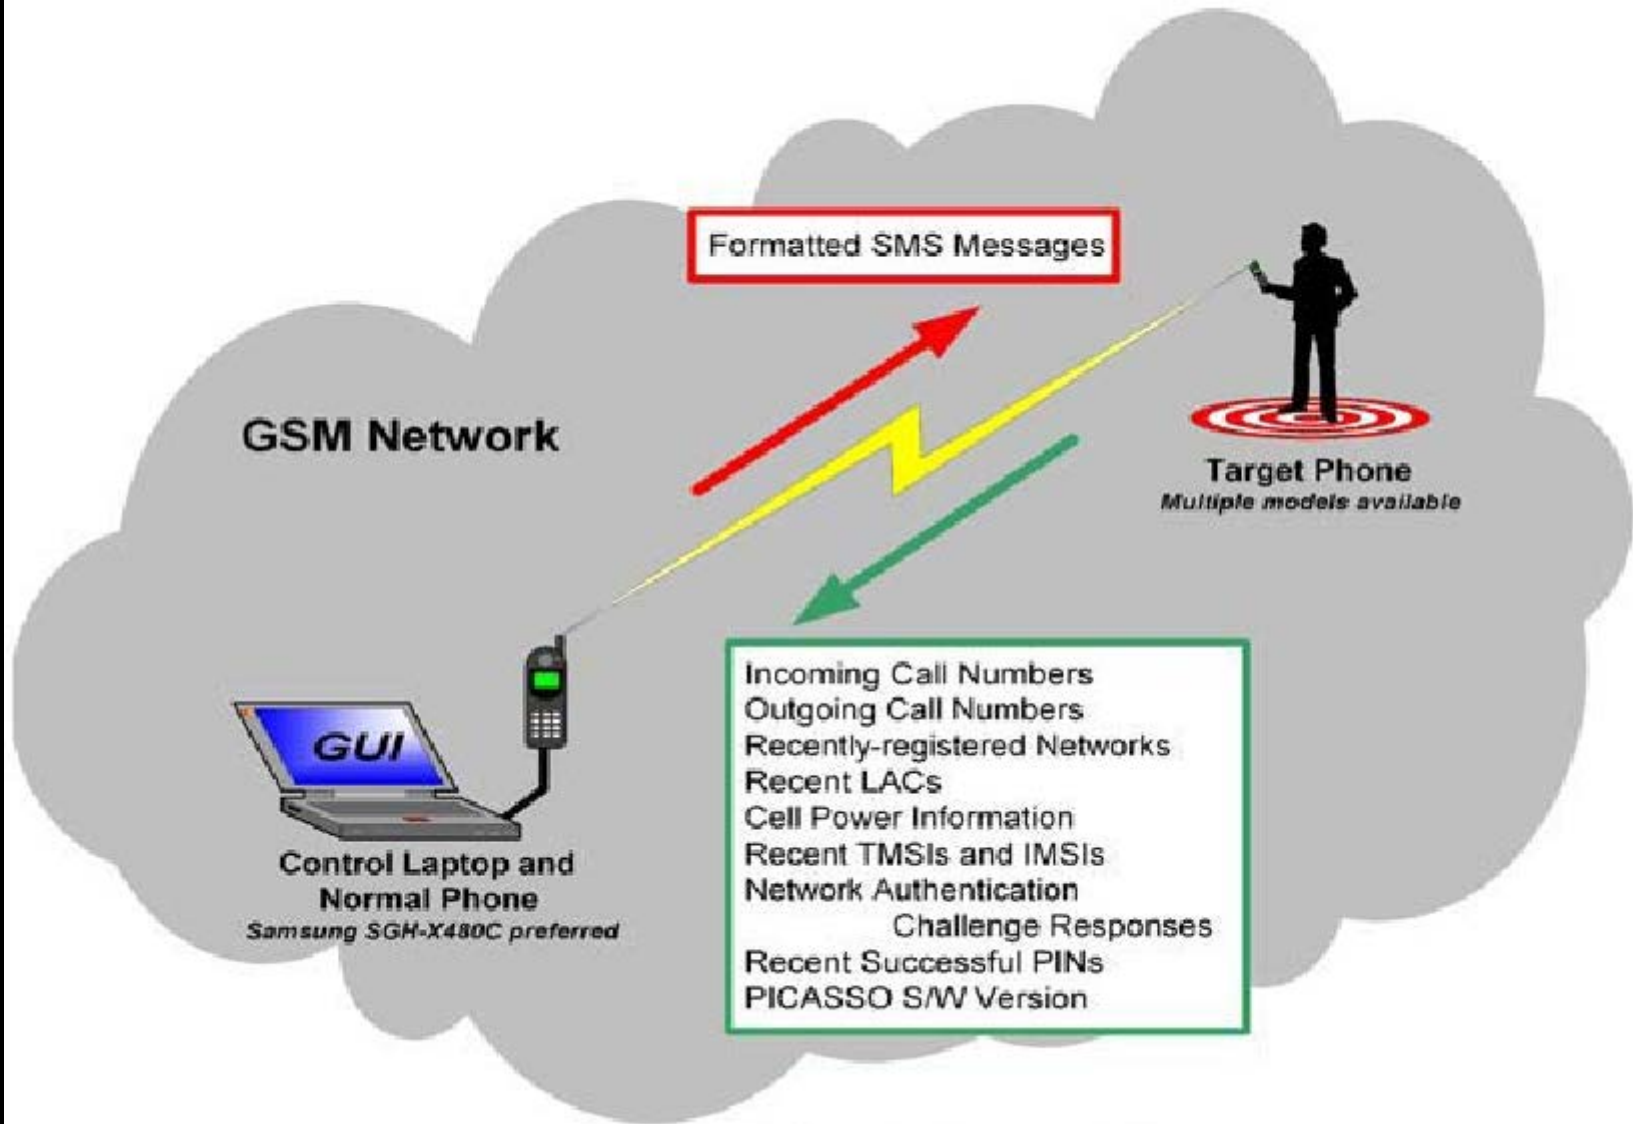 Formatted SMS Messages
GSM Network
Target Phone
Multiple models available
GUI
Control Laptop and
Normal Phone
Samsung SGH-X480C preferred
Incoming Call Numbers
Outgoing Call Numbers
Recently-registered Networks
Recent LACs
Cell Power Information
Recent TMSIs and IMSIs
Network Authentication
Challenge Responses
Recent Successful PINs
PICASSO S/W Version